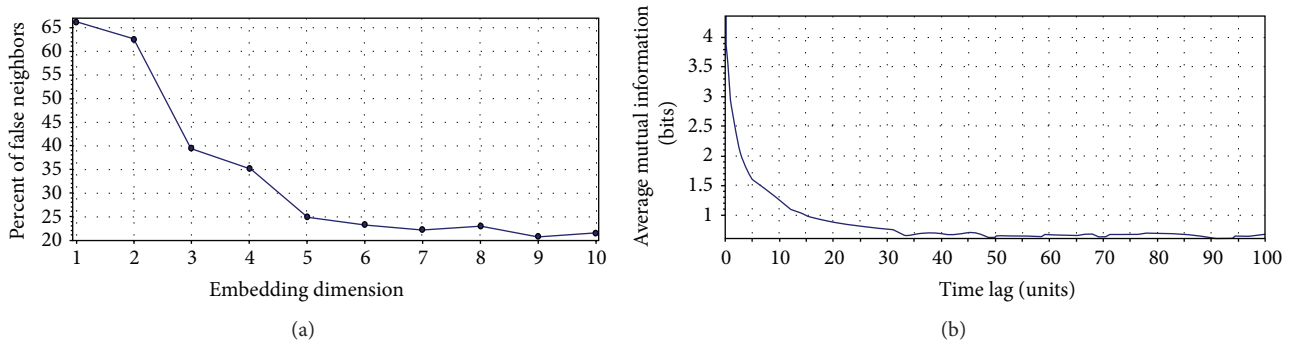 Percent of false neighbors
65
60
55
50
45
40
35
30
25
20
1 2 3 4 5 6 7 8 9 10
Embedding dimension
(a)
Average mutual information
(bits)
4
3.5
3
2.5
2
1.5
1
0 10 20 30 40 50 60 70 80 90 100
Time lag (units)
(b)